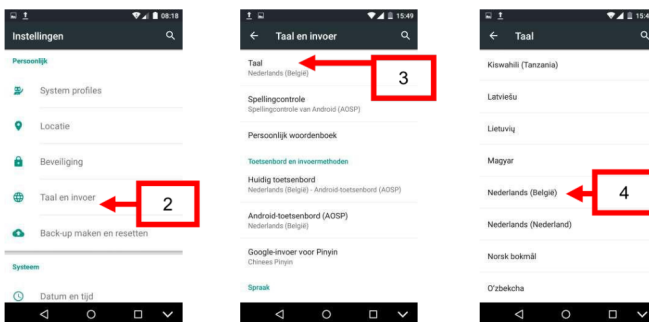 08:18
Instellingen
Persoonlijk
System profiles
Locatie
Beveiliging
Taal en invoer
2
Back-up maken en resetten
Systeem
Datum en tijd
15:49
Taal en invoer
Taal
Nederlands (België)
3
Spellingcontrole
Spellingcontrole van Android (AOSP)
Persoonlijk woordenboek
Toetsenbord en invoermethoden
Huidig toetsenbord
Nederlands (België) - Android-toetsenbord (AOSP)
Android-toetsenbord (AOSP)
Nederlands (België)
Google-invoer voor Pinyin
Chinees Pinyin
Spraak
Taal
Kiswahili (Tanzania)
Latviešu
Lietuvių
Magyar
Nederlands (België)
4
Nederlands (Nederland)
Norsk bokmål
O'zbekcha